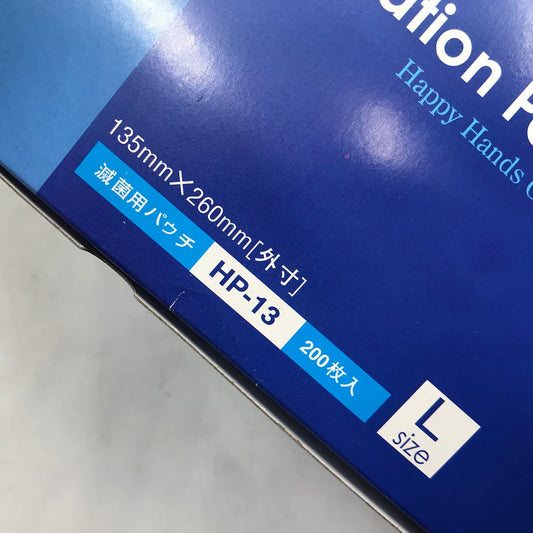 ation P
Happy Hands
135mm×260mm[外寸]
滅菌用パウチ HP-13 200枚入
L
size